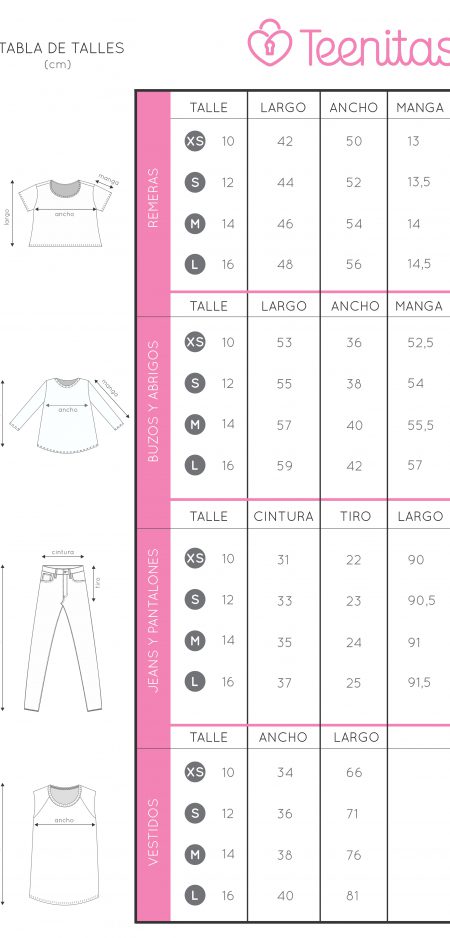 TABLA DE TALLES
(cm)
Teenitas
REMERAS
TALLE LARGO ANCHO MANGA
XS 10 42 50 13
S 12 44 52 13,5
M 14 46 54 14
L 16 48 56 14,5
manga
largo
ancho
BUZOS Y ABRIGOS
TALLE LARGO ANCHO MANGA
XS 10 53 36 52,5
S 12 55 38 54
M 14 57 40 55,5
L 16 59 42 57
manga
ancho
JEANS Y PANTALONES
TALLE CINTURA TIRO LARGO
XS 10 31 22 90
S 12 33 23 90,5
M 14 35 24 91
L 16 37 25 91,5
cintura
tiro
VESTIDOS
TALLE ANCHO LARGO
XS 10 34 66
S 12 36 71
M 14 38 76
L 16 40 81
ancho